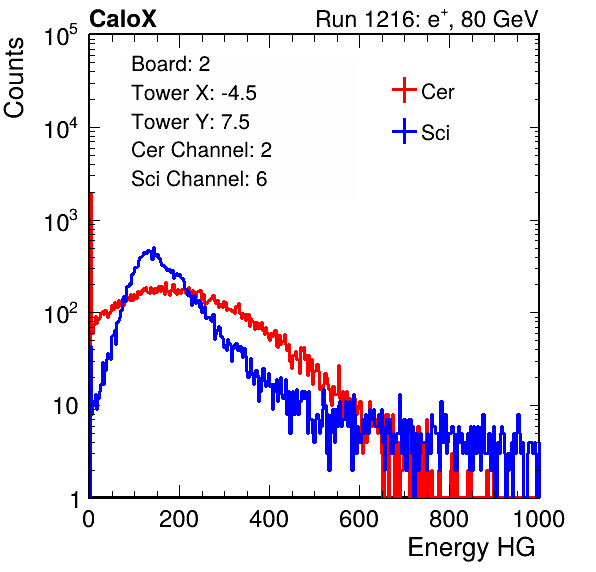 CaloX Run 1216: e⁺, 80 GeV
Counts
Board: 2
Tower X: -4.5
Tower Y: 7.5
Cer Channel: 2
Sci Channel: 6
Cer
Sci
10⁵
10⁴
10³
10²
10
1
0 200 400 600 800 1000
Energy HG